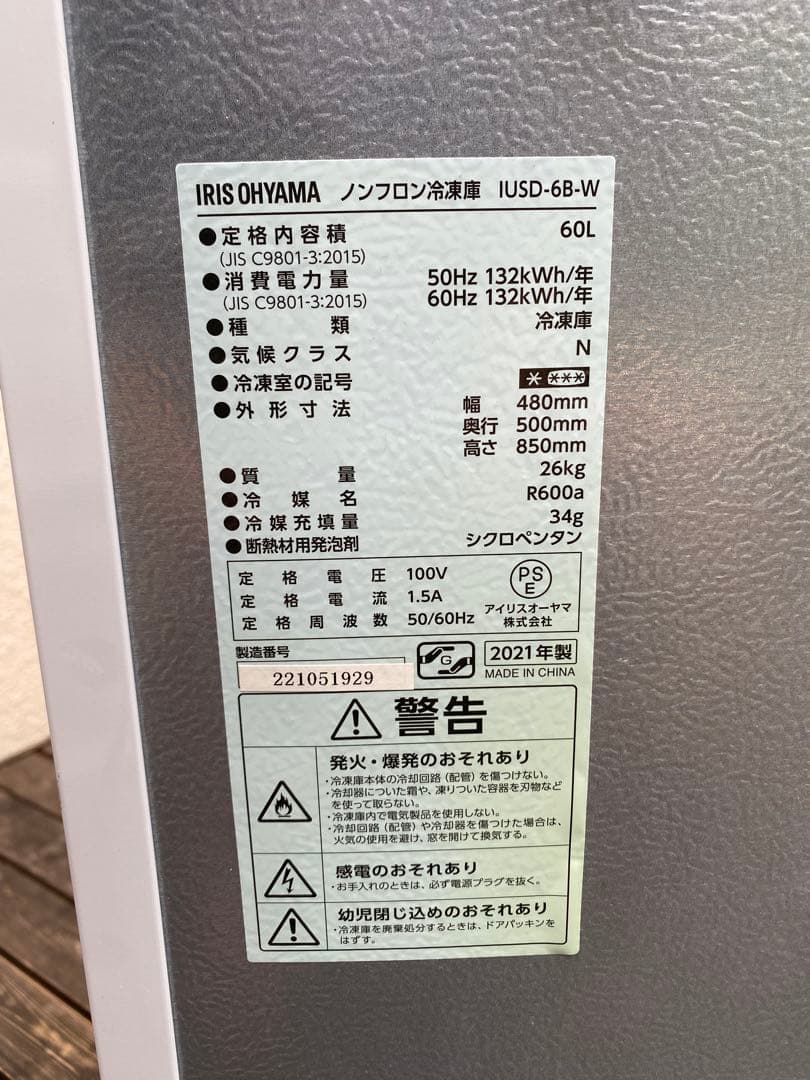 IRIS OHYAMA ノンフロン冷凍庫 IUSD-6B-W
●定格内容積 60L
(JIS C9801-3:2015)
●消費電力量 50Hz 132kWh/年
(JIS C9801-3:2015) 60Hz 132kWh/年
●種類 冷凍庫
●気候クラス N
●冷凍室の記号
●外形寸法 幅 480mm
奥行 500mm
高さ 850mm
●質量 26kg
●冷媒名 R600a
●冷媒充填量 34g
●断熱材用発泡剤 シクロペンタン
定格電圧 100V
定格電流 1.5A
定格周波数 50/60Hz
PS
E
アイリスオーヤマ
株式会社
製造番号
221051929
G
2021年製
MADE IN CHINA
警告
発火・爆発のおそれあり
・冷凍庫本体の冷却回路（配管）を傷つけない。
・冷却器についた霜や、凍りついた容器を刃物など
を使って取らない。
・冷凍庫内で電気製品を使用しない。
・冷却回路（配管）や冷却器を傷つけた場合は、
火気の使用を避け、窓を開けて換気する。
感電のおそれあり
・お手入れのときは、必ず電源プラグを抜く。
幼児閉じ込めのおそれあり
・冷凍庫を廃棄処分するときは、ドアパッキンを
はずす。